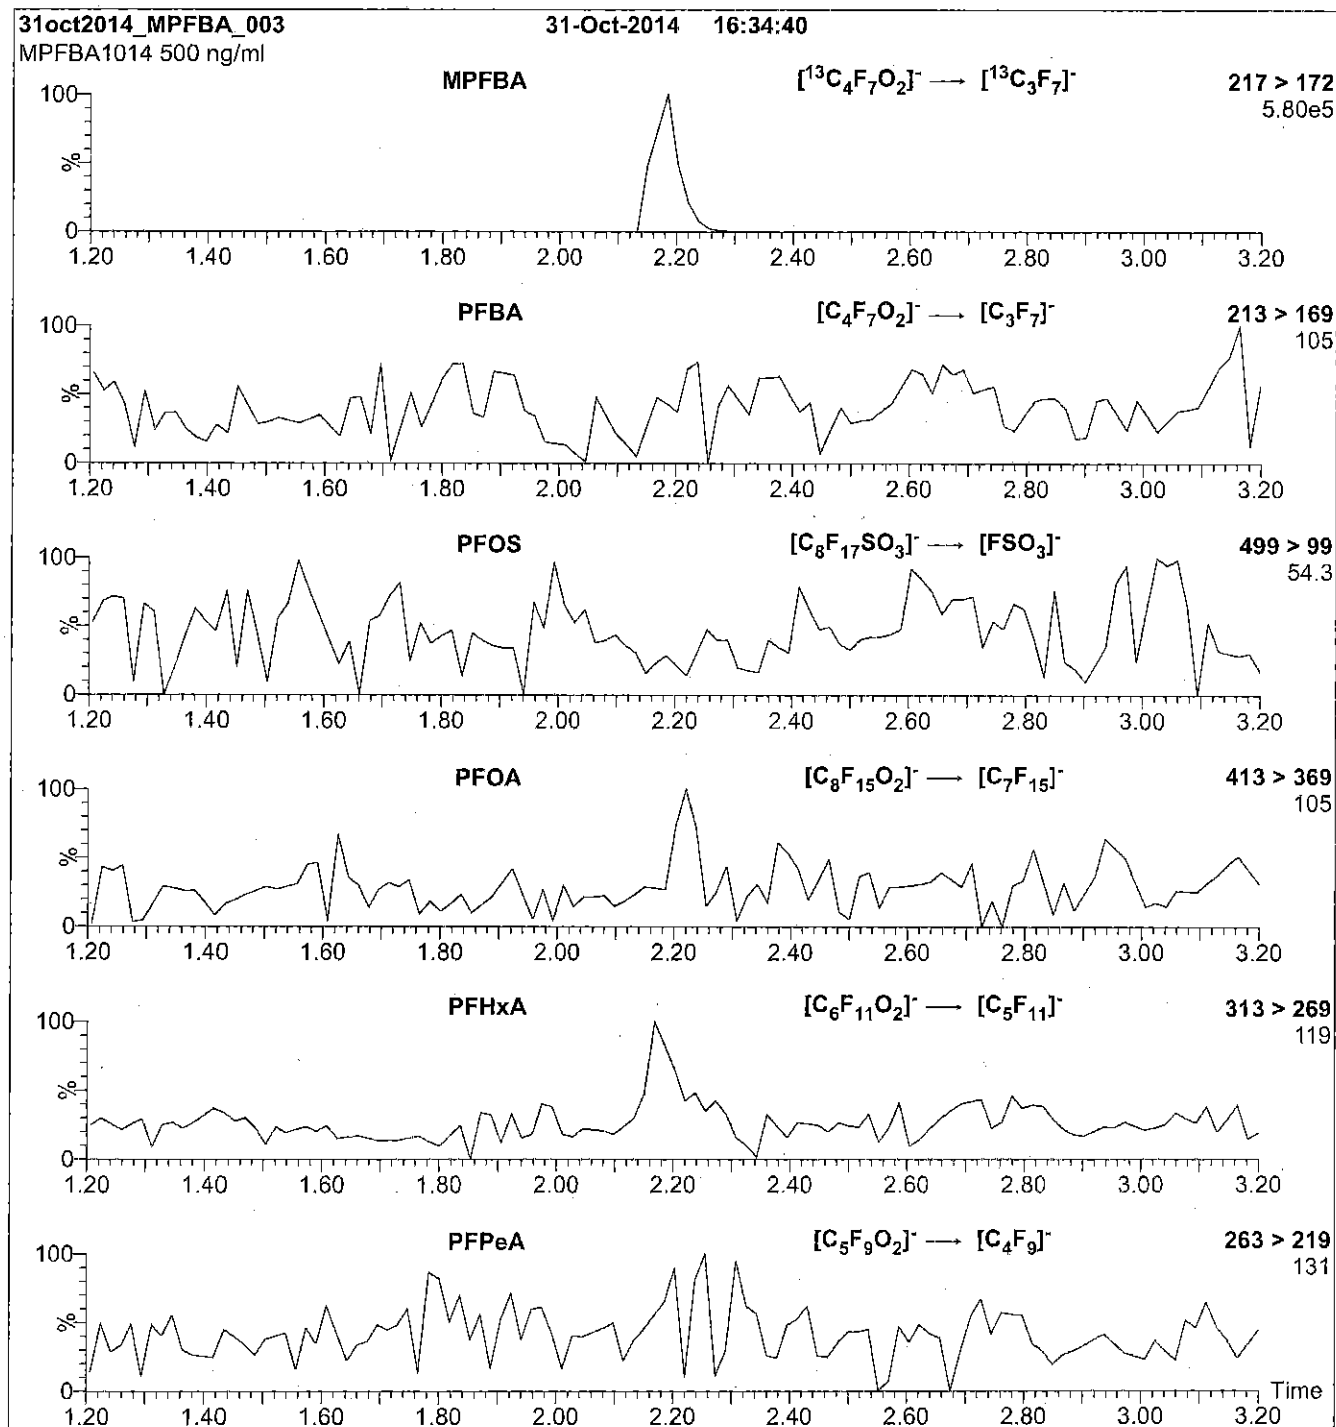 31oct2014_MPFBA_003 31-Oct-2014 16:34:40
MPFBA1014 500 ng/ml
MPFBA [¹³C₄F₇O₂]⁻ → [¹³C₃F₇]⁻ 217 > 172
5.80e5
100
%
0
1.20 1.40 1.60 1.80 2.00 2.20 2.40 2.60 2.80 3.00 3.20
PFBA [C₄F₇O₂]⁻ → [C₃F₇]⁻ 213 > 169
105
100
%
0
1.20 1.40 1.60 1.80 2.00 2.20 2.40 2.60 2.80 3.00 3.20
PFOS [C₈F₁₇SO₃]⁻ → [FSO₃]⁻ 499 > 99
54.3
100
%
0
1.20 1.40 1.60 1.80 2.00 2.20 2.40 2.60 2.80 3.00 3.20
PFOA [C₈F₁₅O₂]⁻ → [C₇F₁₅]⁻ 413 > 369
105
100
%
0
1.20 1.40 1.60 1.80 2.00 2.20 2.40 2.60 2.80 3.00 3.20
PFHxA [C₆F₁₁O₂]⁻ → [C₅F₁₁]⁻ 313 > 269
119
100
%
0
1.20 1.40 1.60 1.80 2.00 2.20 2.40 2.60 2.80 3.00 3.20
PFPeA [C₅F₉O₂]⁻ → [C₄F₉]⁻ 263 > 219
131
100
%
0
Time
1.20 1.40 1.60 1.80 2.00 2.20 2.40 2.60 2.80 3.00 3.20